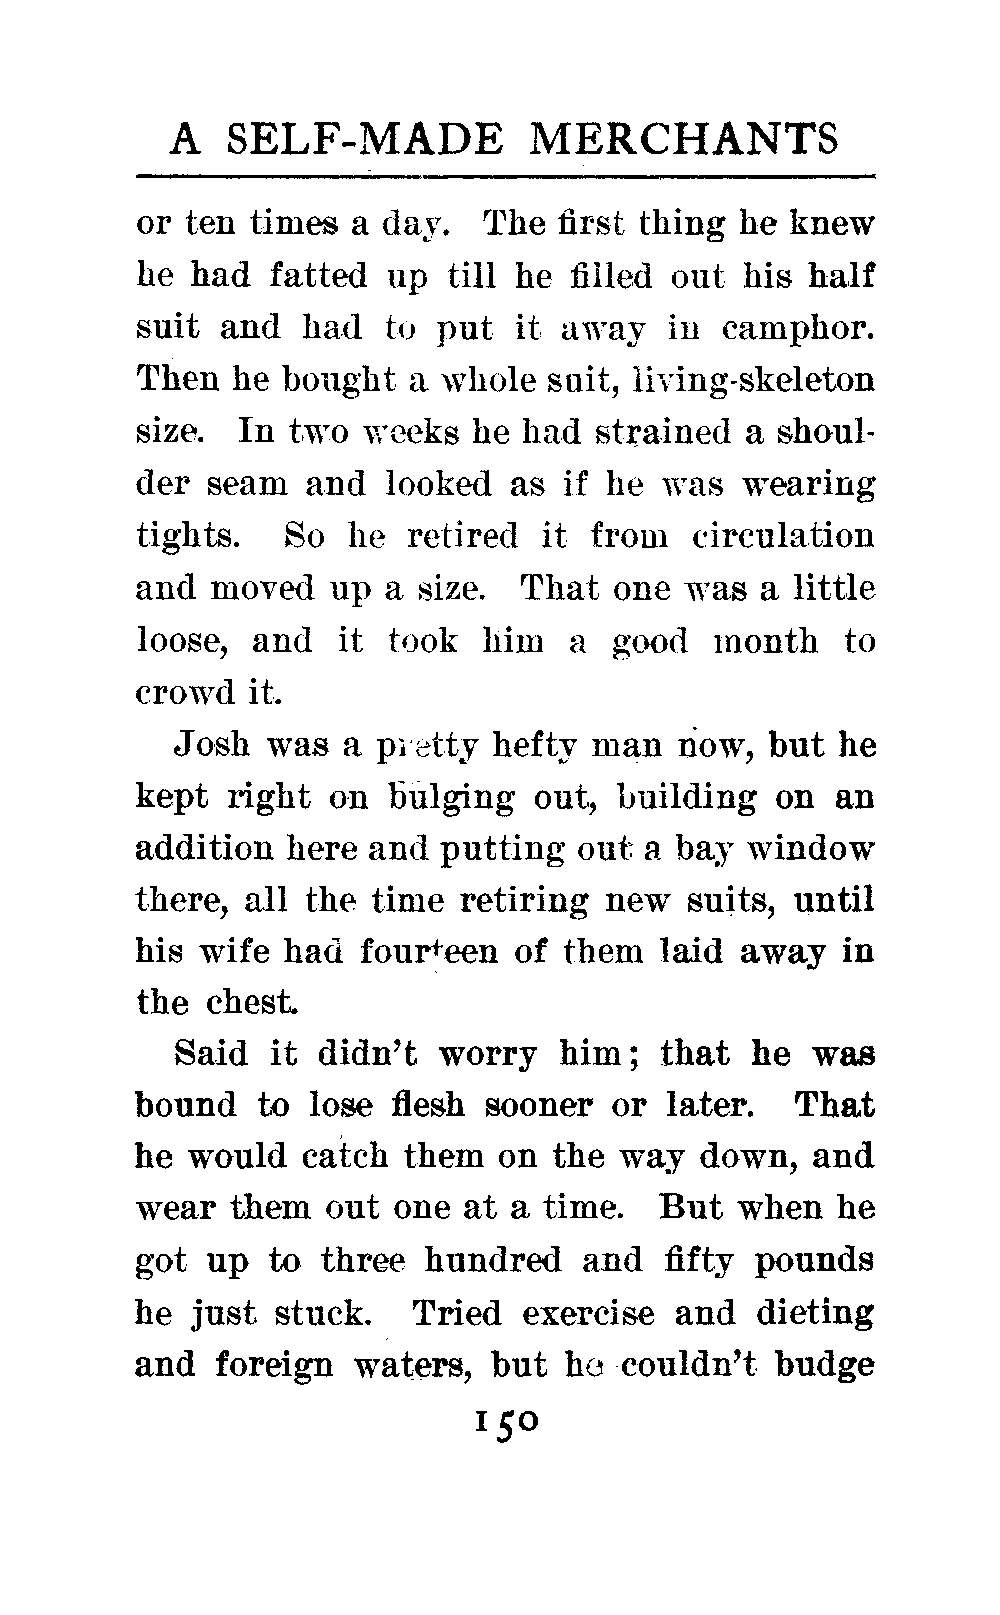 A SELF-MADE MERCHANTS
or ten times a day. The first thing he knew
he had fatted up till he filled out his half
suit and had to put it away in camphor.
Then he bought a whole suit, living-skeleton
size. In two weeks he had strained a shoul-
der seam and looked as if he was wearing
tights. So he retired it from circulation
and moved up a size. That one was a little
loose, and it took him a good month to
crowd it.
Josh was a pretty hefty man now, but he
kept right on bulging out, building on an
addition here and putting out a bay window
there, all the time retiring new suits, until
his wife had fourteen of them laid away in
the chest.
Said it didn't worry him; that he was
bound to lose flesh sooner or later. That
he would catch them on the way down, and
wear them out one at a time. But when he
got up to three hundred and fifty pounds
he just stuck. Tried exercise and dieting
and foreign waters, but he couldn't budge
150